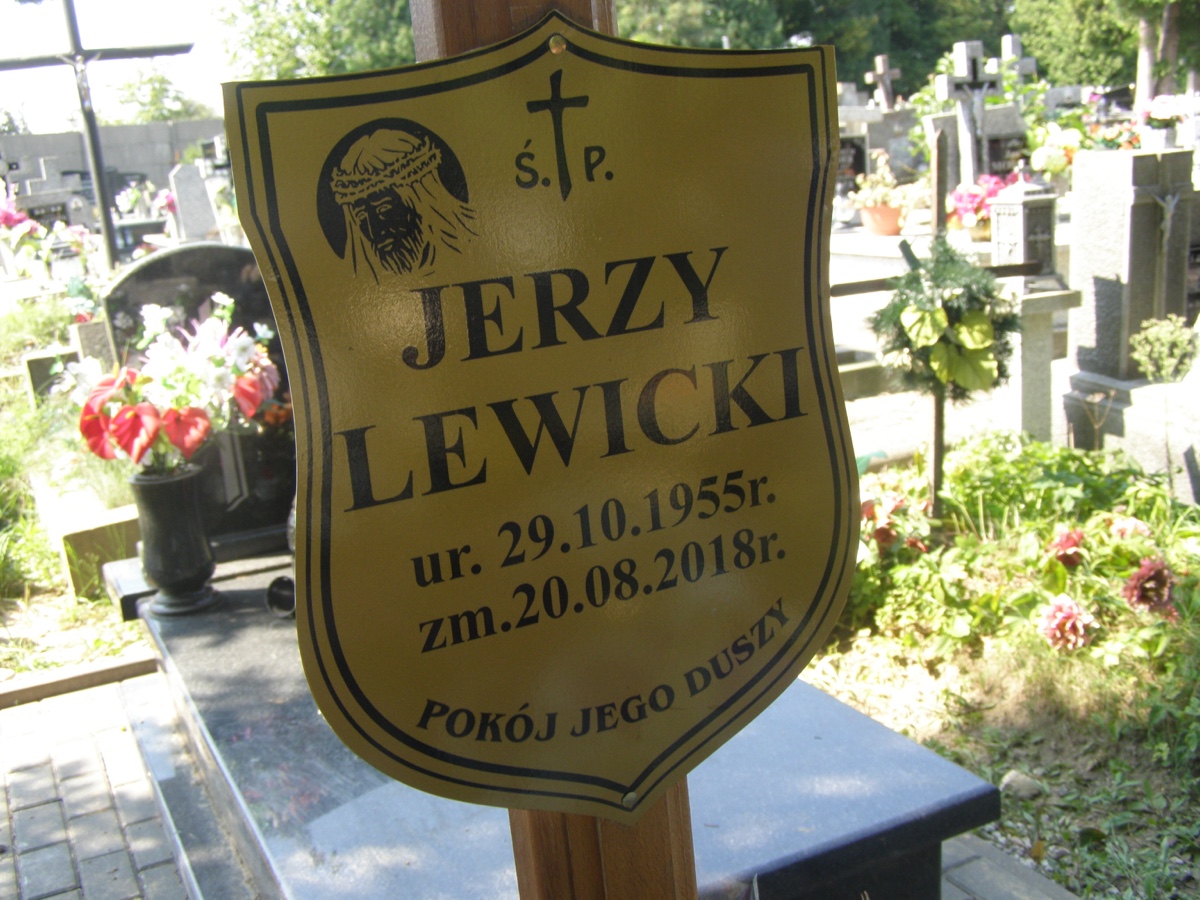 Ś. P.
JERZY
LEWICKI
ur. 29.10.1955r.
zm.20.08.2018r.
POKÓJ JEGO DUSZY